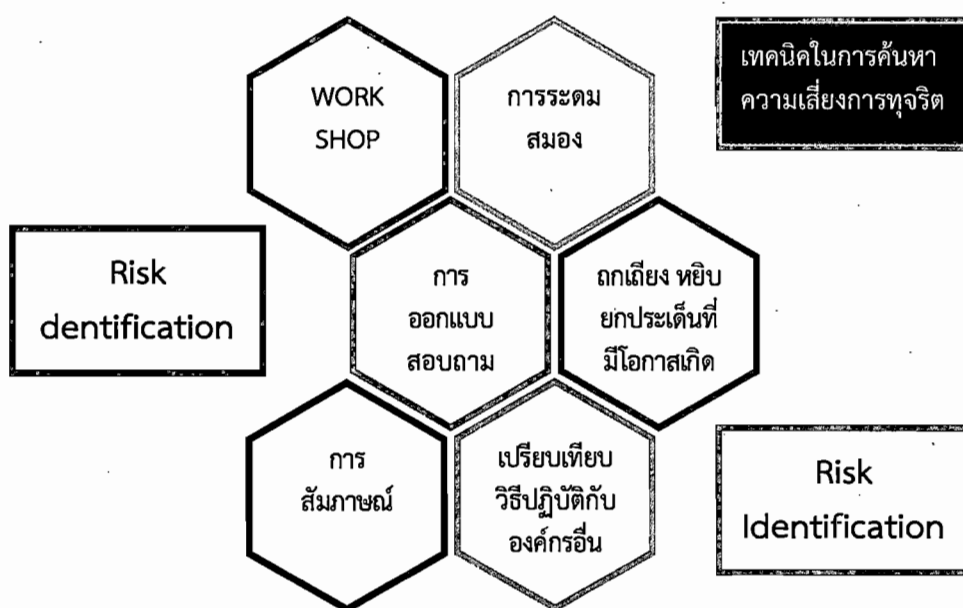 WORK
SHOP
การระดม
สมอง
เทคนิคในการค้นหา
ความเสี่ยงการทุจริต
Risk
dentification
การ
ออกแบบ
สอบถาม
ถกเถียง หยิบ
ยกประเด็นที่
มีโอกาสเกิด
การ
สัมภาษณ์
เปรียบเทียบ
วิธีปฏิบัติกับ
องค์กรอื่น
Risk
Identification